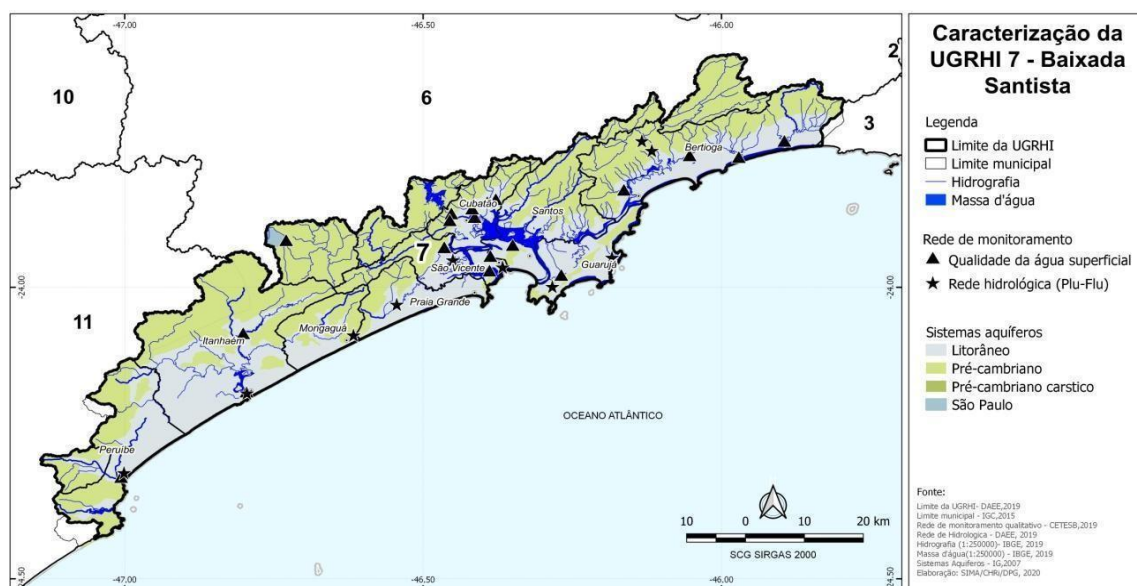 -47,00
-46,50
-46,00
10
6
2
3
Bertioga
Cubatão
Santos
7
São Vicente
Guarujá
-24,00
-24,00
Praia Grande
11
Mongaguá
Itanhaém
OCEANO ATLÂNTICO
Peruíbe
10 0 10 20 km
SCG SIRGAS 2000
-24,50
-24,50
-47,00
-46,50
-46,00
Caracterização da
UGRHI 7 - Baixada
Santista
Legenda
Limite da UGRHI
Limite municipal
Hidrografia
Massa d'água
Rede de monitoramento
Qualidade da água superficial
Rede hidrológica (Plu-Flu)
Sistemas aquíferos
Litorâneo
Pré-cambriano
Pré-cambriano carstico
São Paulo
Fonte:
Limite da UGRHI- DAEE,2019
Limite municipal - IGC,2015
Rede de monitoramento qualitativo - CETESB,2019
Rede de Hidrologica - DAEE, 2019
Hidrografia (1:250000)- IBGE, 2019
Massa d'água(1:250000) - IBGE, 2019
Sistemas Aquiferos - IG,2007
Elaboração: SIMA/CHRi/DPG, 2020